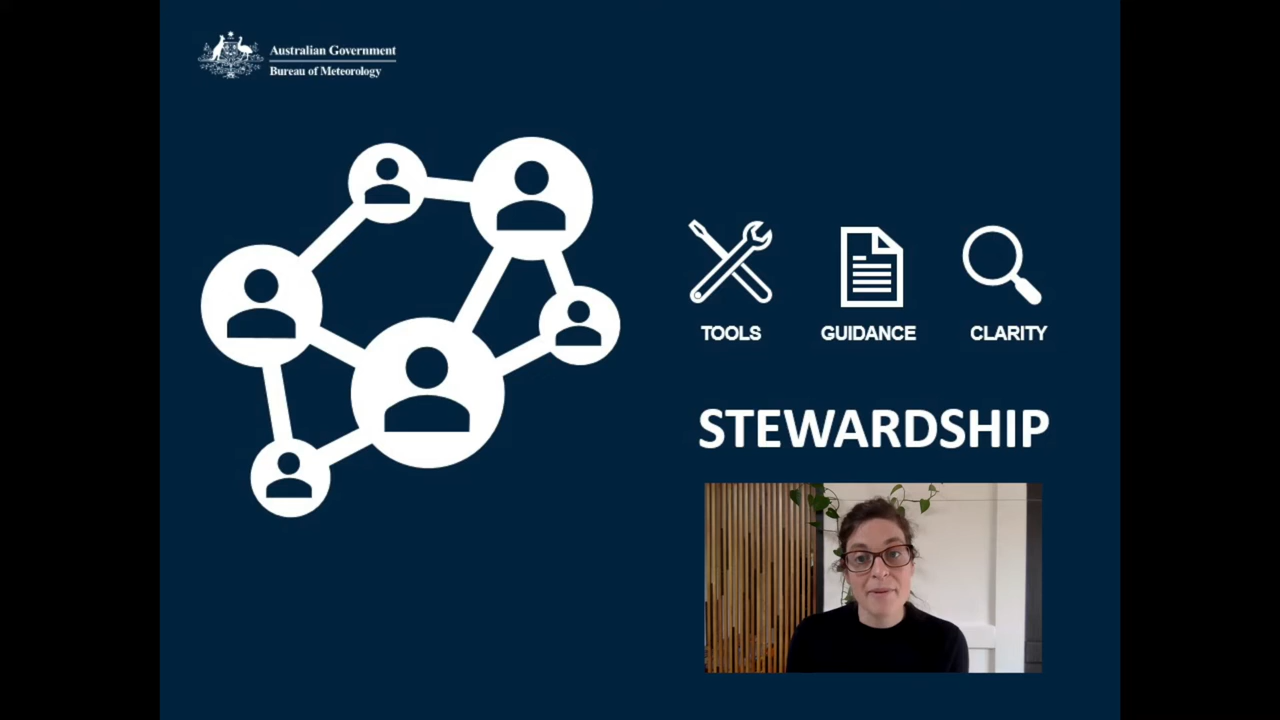 Australian Government
Bureau of Meteorology
TOOLS
GUIDANCE
CLARITY
STEWARDSHIP